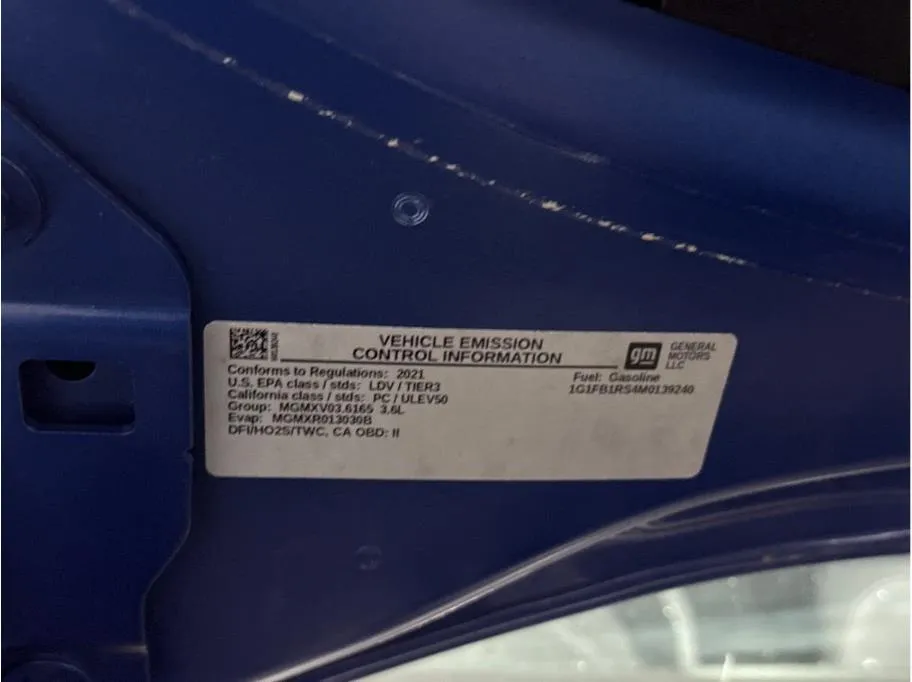 VEHICLE EMISSION
CONTROL INFORMATION
gm
GENERAL
MOTORS
LLC
Conforms to Regulations: 2021
U.S. EPA class / stds: LDV / TIER3
California class / stds: PC / ULEV50
Group: MGMXV03.6165 3.6L
Evap: MGMXR013030B
DFI/HO2S/TWC, CA OBD: II
Fuel: Gasoline
1G1FB1RS4M0139240